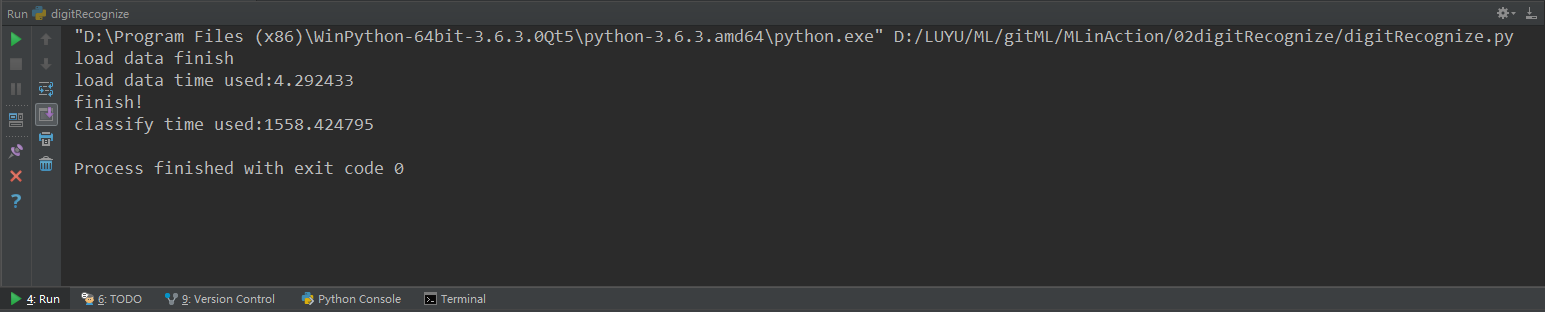 Run digitRecognize
"D:\Program Files (x86)\WinPython-64bit-3.6.3.0Qt5\python-3.6.3.amd64\python.exe" D:/LUYU/ML/gitML/MLinAction/02digitRecognize/digitRecognize.py
load data finish
load data time used:4.292433
finish!
classify time used:1558.424795
Process finished with exit code 0
4: Run 6: TODO 9: Version Control Python Console Terminal